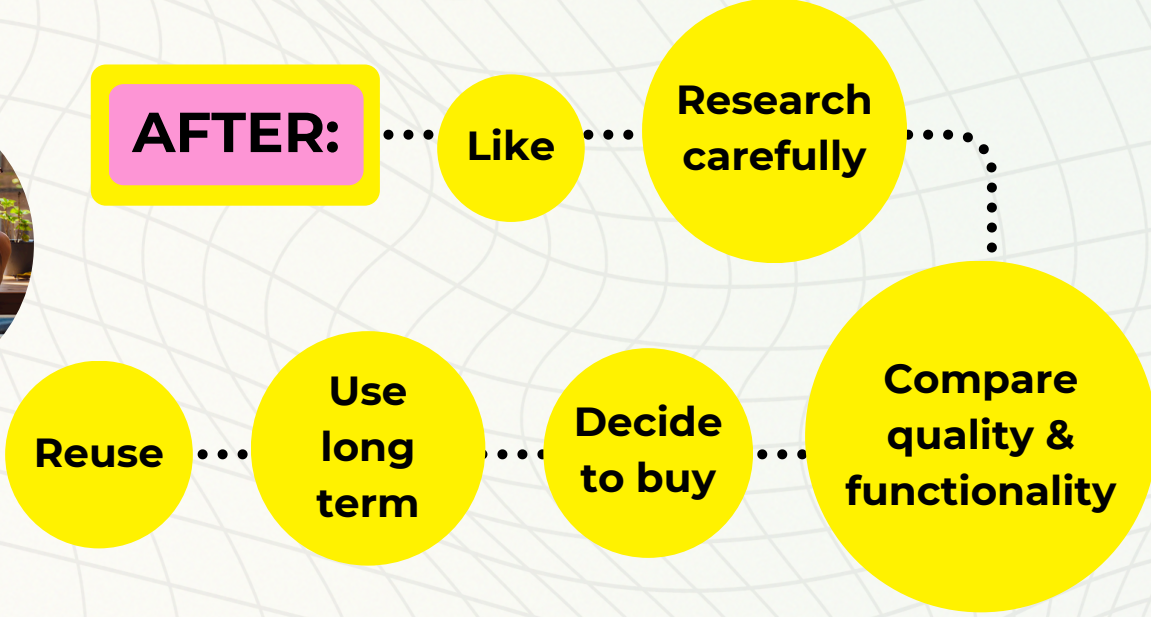 AFTER:
Like
Research
carefully
Compare
quality &
functionality
Decide
to buy
Use
long
term
Reuse